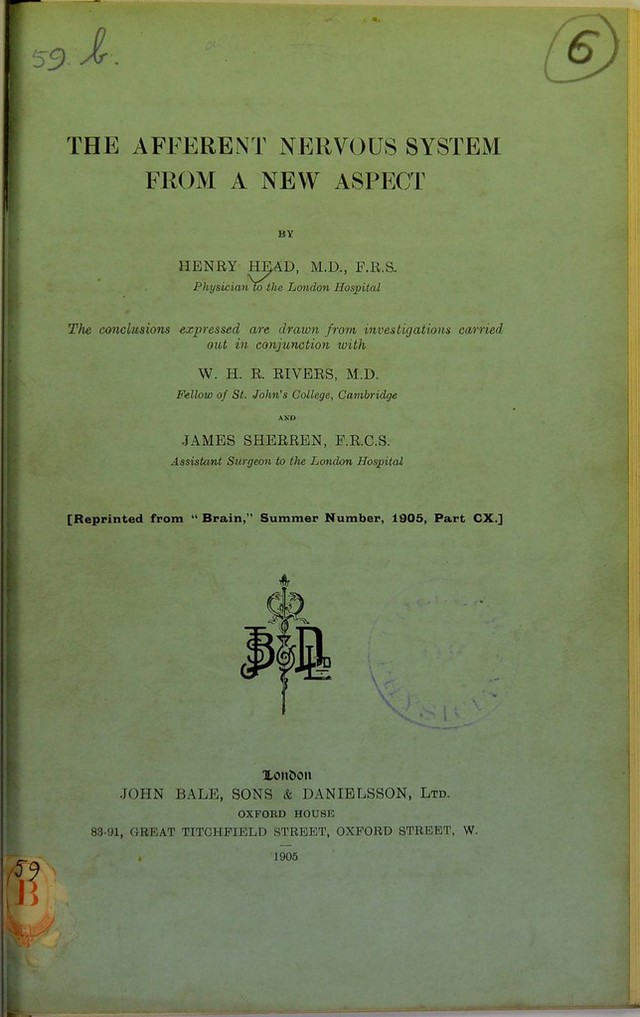 59. b.
6
THE AFFERENT NERVOUS SYSTEM
FROM A NEW ASPECT
BY
HENRY HEAD, M.D., F.R.S.
Physician to the London Hospital
The conclusions expressed are drawn from investigations carried
out in conjunction with
W. H. R. RIVERS, M.D.
Fellow of St. John's College, Cambridge
AND
JAMES SHERREN, F.R.C.S.
Assistant Surgeon to the London Hospital
[Reprinted from "Brain," Summer Number, 1905, Part CX.]
PHYSICIANS
London
JOHN BALE, SONS & DANIELSSON, LTD.
OXFORD HOUSE
83-91, GREAT TITCHFIELD STREET, OXFORD STREET, W.
1905
59
B